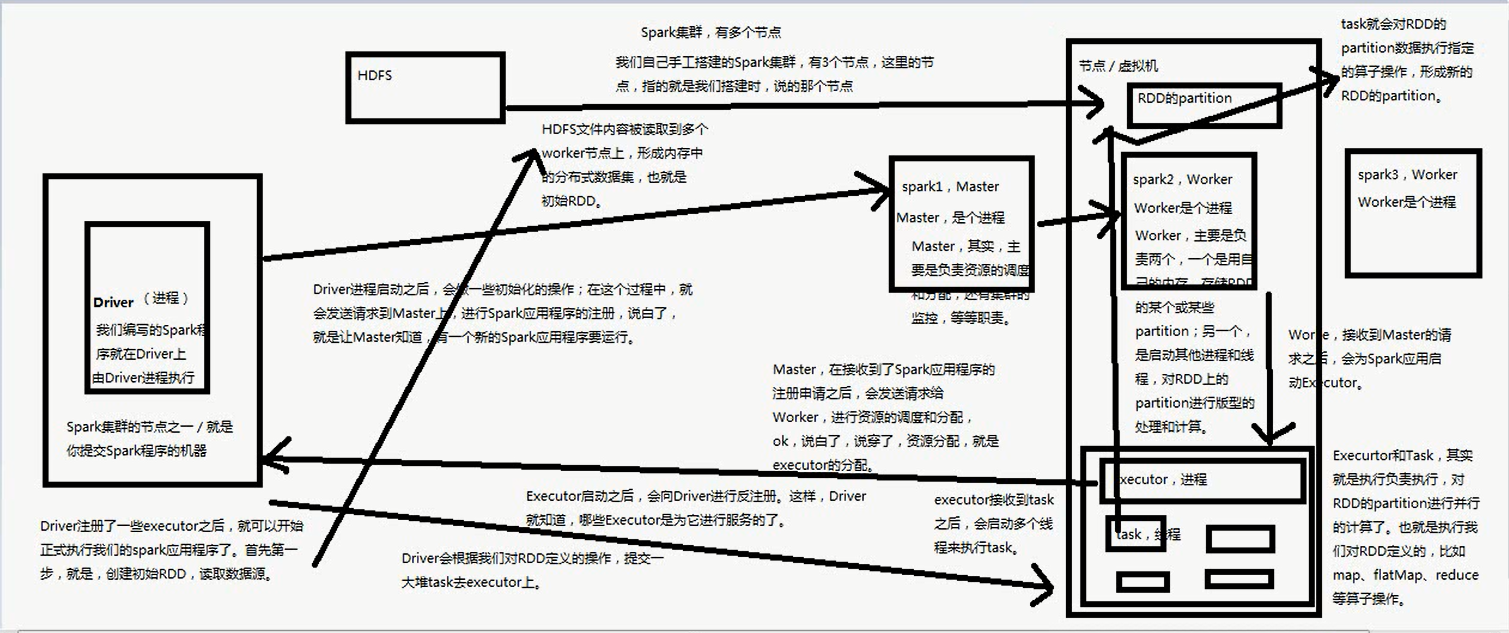 Spark集群，有多个节点
我们自己手工搭建的Spark集群，有3个节点，这里的节
点，指的就是我们搭建时，说的那个节点
HDFS
HDFS文件内容被读取到多个
worker节点上，形成内存中
的分布式数据集，也就是
初始RDD。
节点 / 虚拟机
RDD的partition
task就会对RDD的
partition数据执行指定
的算子操作，形成新的
RDD的partition。
Driver （进程）
我们编写的Spark程
序就在Driver上
由Driver进程执行
Spark集群的节点之一 / 就是
你提交Spark程序的机器
spark1，Master
Master，是个进程
Master，其实，主
要是负责资源的调度
和分配，还有集群的
监控，等等职责。
spark2，Worker
Worker是个进程
Worker，主要是负
责两个，一个是用自
己的内存，存储RDD
的某个或某些
partition；另一个，
是启动其他进程和线
程，对RDD上的
partition进行版型的
处理和计算。
spark3，Worker
Worker是个进程
Driver进程启动之后，会做一些初始化的操作；在这个过程中，就
会发送请求到Master上，进行Spark应用程序的注册，说白了，
就是让Master知道，有一个新的Spark应用程序要运行。
Master，在接收到了Spark应用程序的
注册申请之后，会发送请求给
Worker，进行资源的调度和分配，
ok，说白了，说穿了，资源分配，就是
executor的分配。
，接收到Master的请
求之后，会为Spark应用启
动Executor。
Executor启动之后，会向Driver进行反注册。这样，Driver
就知道，哪些Executor是为它进行服务的了。
executor接收到task
之后，会启动多个线
程来执行task。
executor，进程
task，线程
Execurtor和Task，其实
就是执行负责执行，对
RDD的partition进行并行
的计算了。也就是执行我
们对RDD定义的，比如
map、flatMap、reduce
等算子操作。
Driver注册了一些executor之后，就可以开始
正式执行我们的spark应用程序了。首先第一
步，就是，创建初始RDD，读取数据源。
Driver会根据我们对RDD定义的操作，提交一
大堆task去executor上。